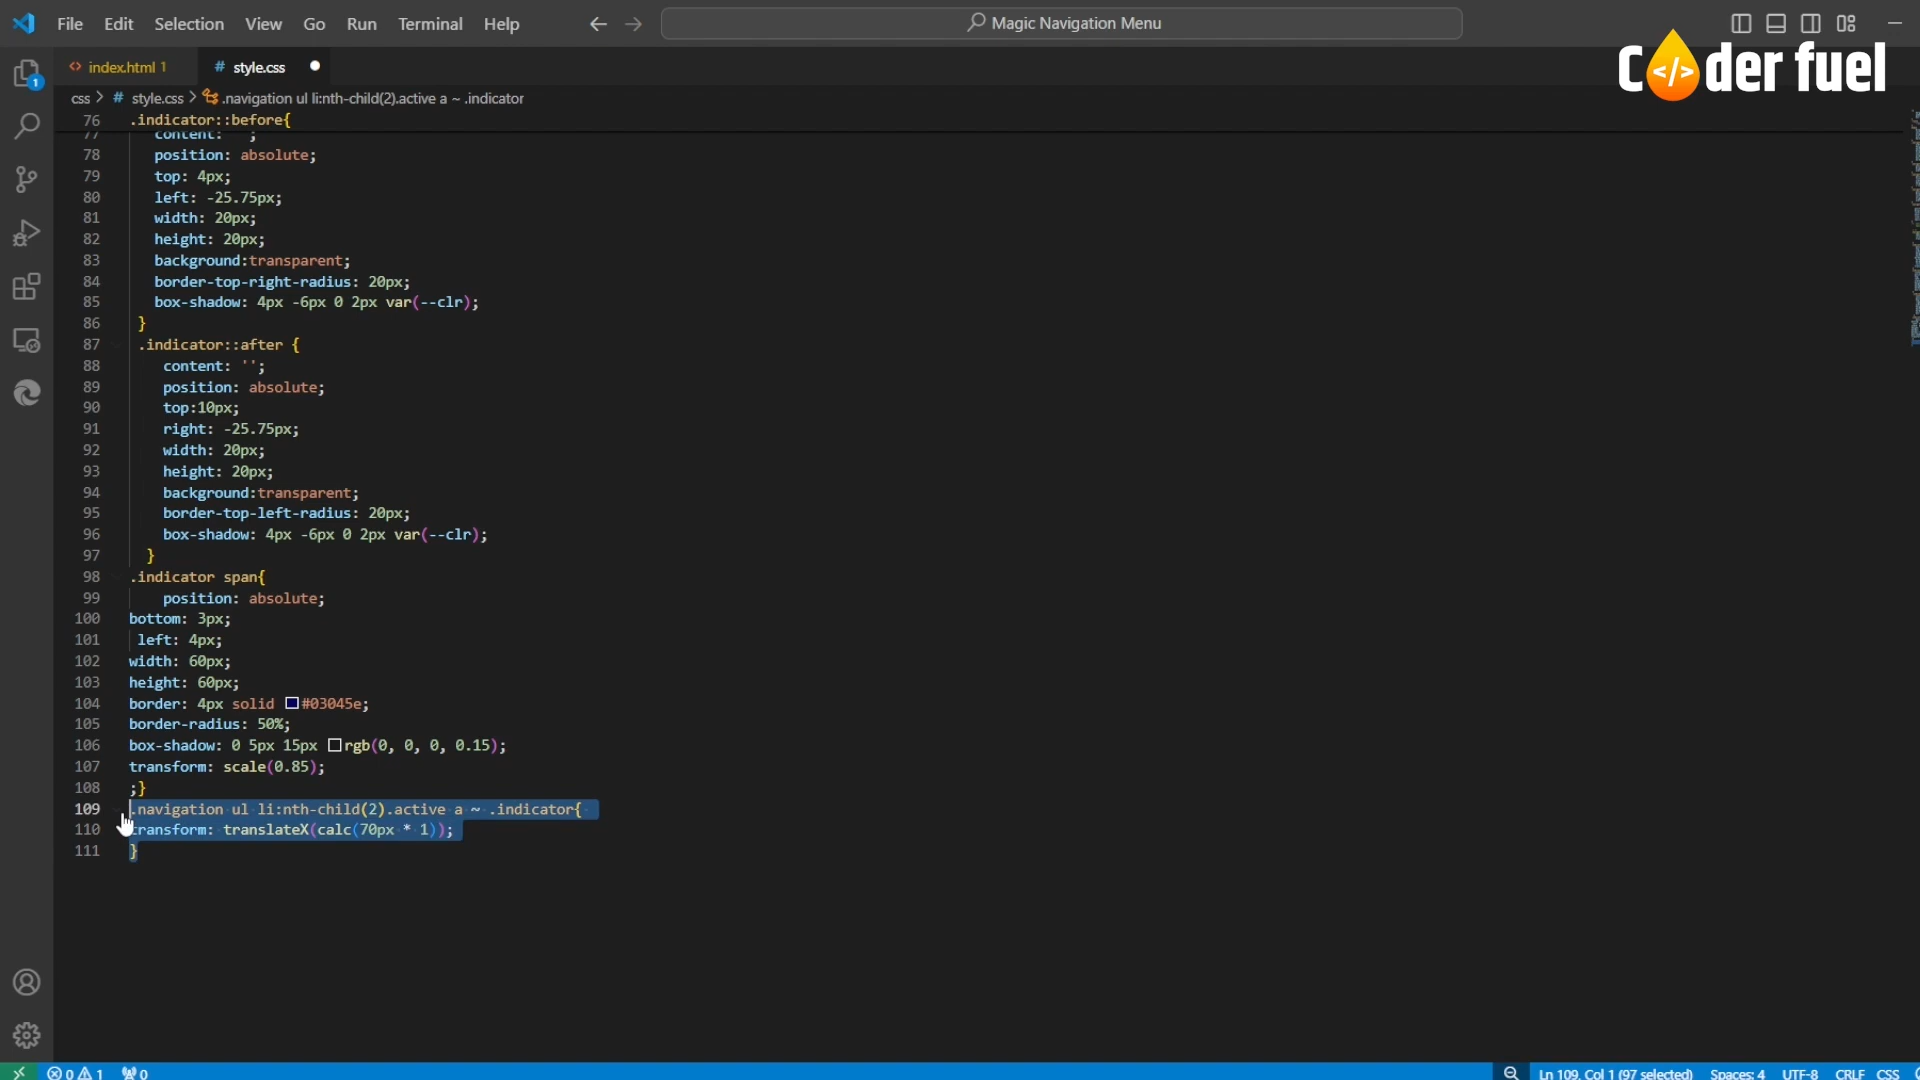 File Edit Selection View Go Run Terminal Help
Magic Navigation Menu
C</>der fuel
<> index.html 1
# style.css
css > # style.css > .navigation ul li:nth-child(2).active a ~ .indicator
1
76 .indicator::before{
77 content: '';
78 position: absolute;
79 top: 4px;
80 left: -25.75px;
81 width: 20px;
82 height: 20px;
83 background:transparent;
84 border-top-right-radius: 20px;
85 box-shadow: 4px -6px 0 2px var(--clr);
86 }
87 .indicator::after {
88 content: '';
89 position: absolute;
90 top:10px;
91 right: -25.75px;
92 width: 20px;
93 height: 20px;
94 background:transparent;
95 border-top-left-radius: 20px;
96 box-shadow: 4px -6px 0 2px var(--clr);
97 }
98 .indicator span{
99 position: absolute;
100 bottom: 3px;
101 left: 4px;
102 width: 60px;
103 height: 60px;
104 border: 4px solid #03045e;
105 border-radius: 50%;
106 box-shadow: 0 5px 15px rgb(0, 0, 0, 0.15);
107 transform: scale(0.85);
108 ;}
109 .navigation ul li:nth-child(2).active a ~ .indicator{
110 transform: translateX(calc(70px * 1));
111 }
0 1 0
Ln 109, Col 1 (97 selected) Spaces: 4 UTF-8 CRLF CSS